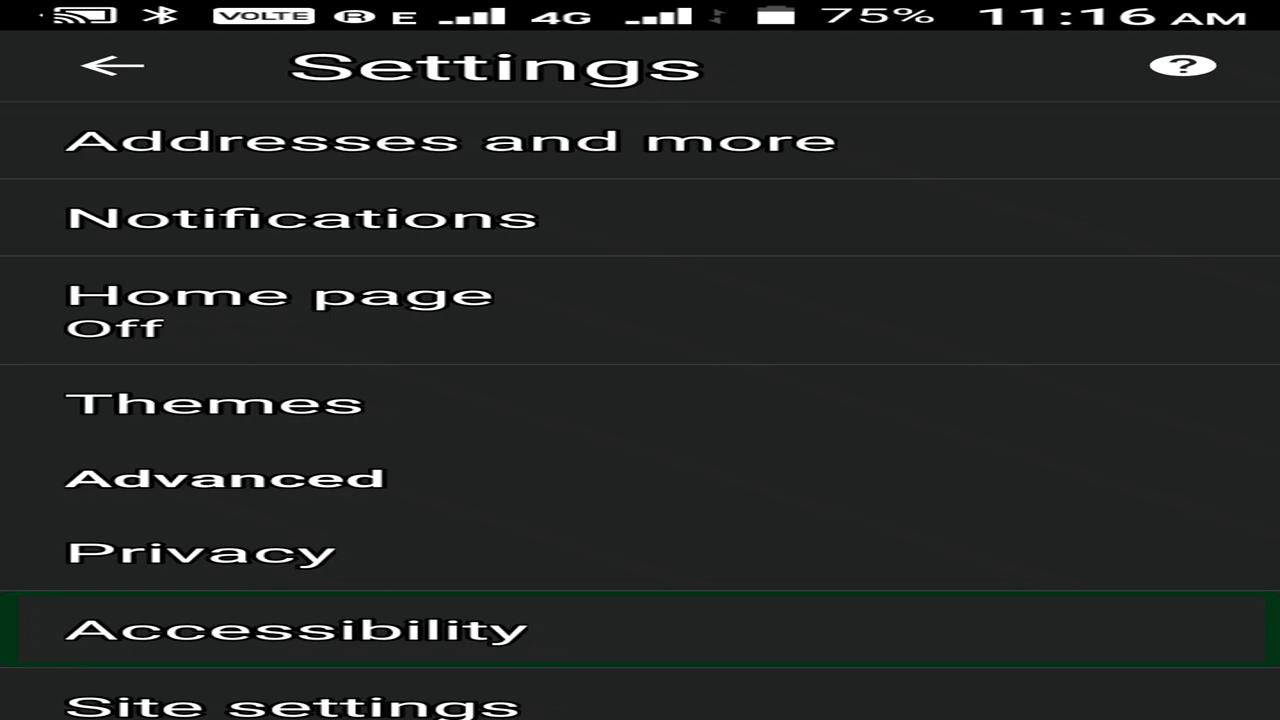 VOLTE R E 4G 75% 11:16 AM
Settings ?
Addresses and more
Notifications
Home page
Off
Themes
Advanced
Privacy
Accessibility
Site settings